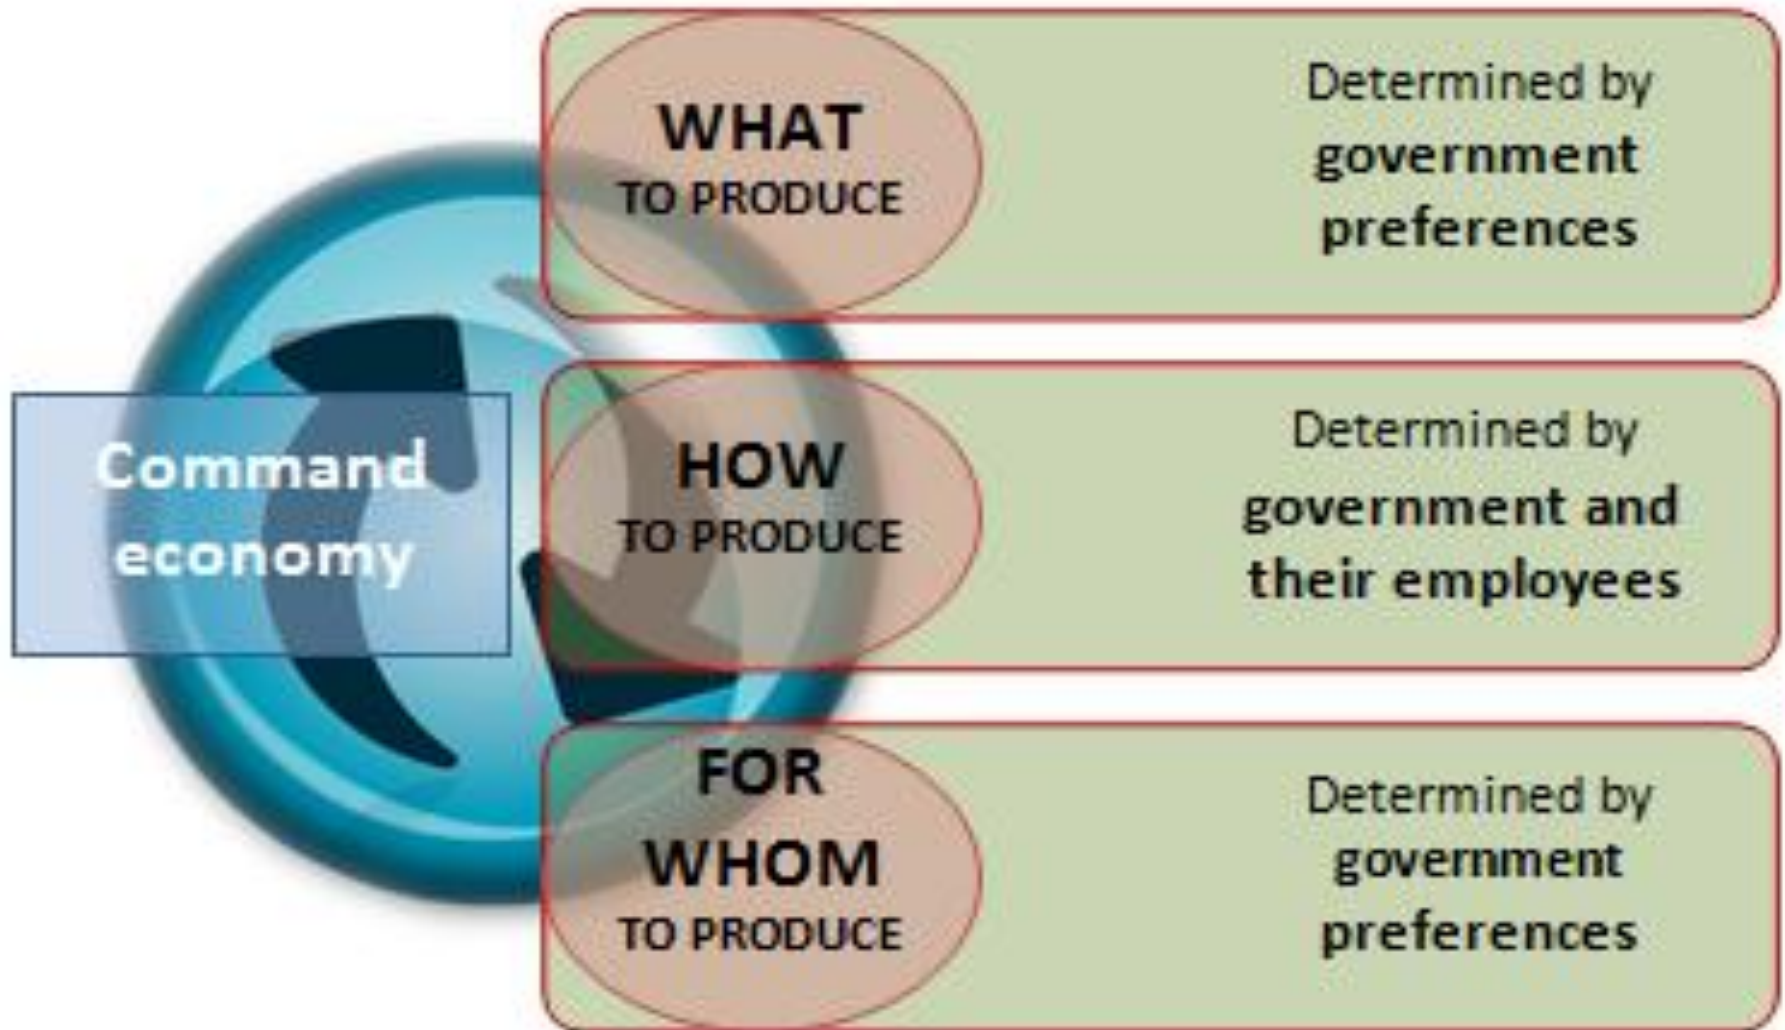 Command
economy
WHAT
TO PRODUCE
Determined by
government
preferences
HOW
TO PRODUCE
Determined by
government and
their employees
FOR
WHOM
TO PRODUCE
Determined by
government
preferences